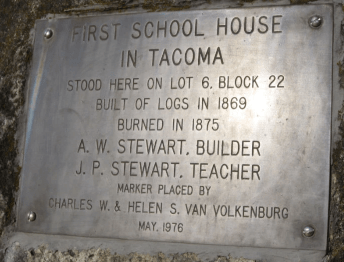 FIRST SCHOOL HOUSE
IN TACOMA
STOOD HERE ON LOT 6, BLOCK 22
BUILT OF LOGS IN 1869
BURNED IN 1875
A. W. STEWART, BUILDER
J. P. STEWART, TEACHER
MARKER PLACED BY
CHARLES W. & HELEN S. VAN VOLKENBURG
MAY, 1976